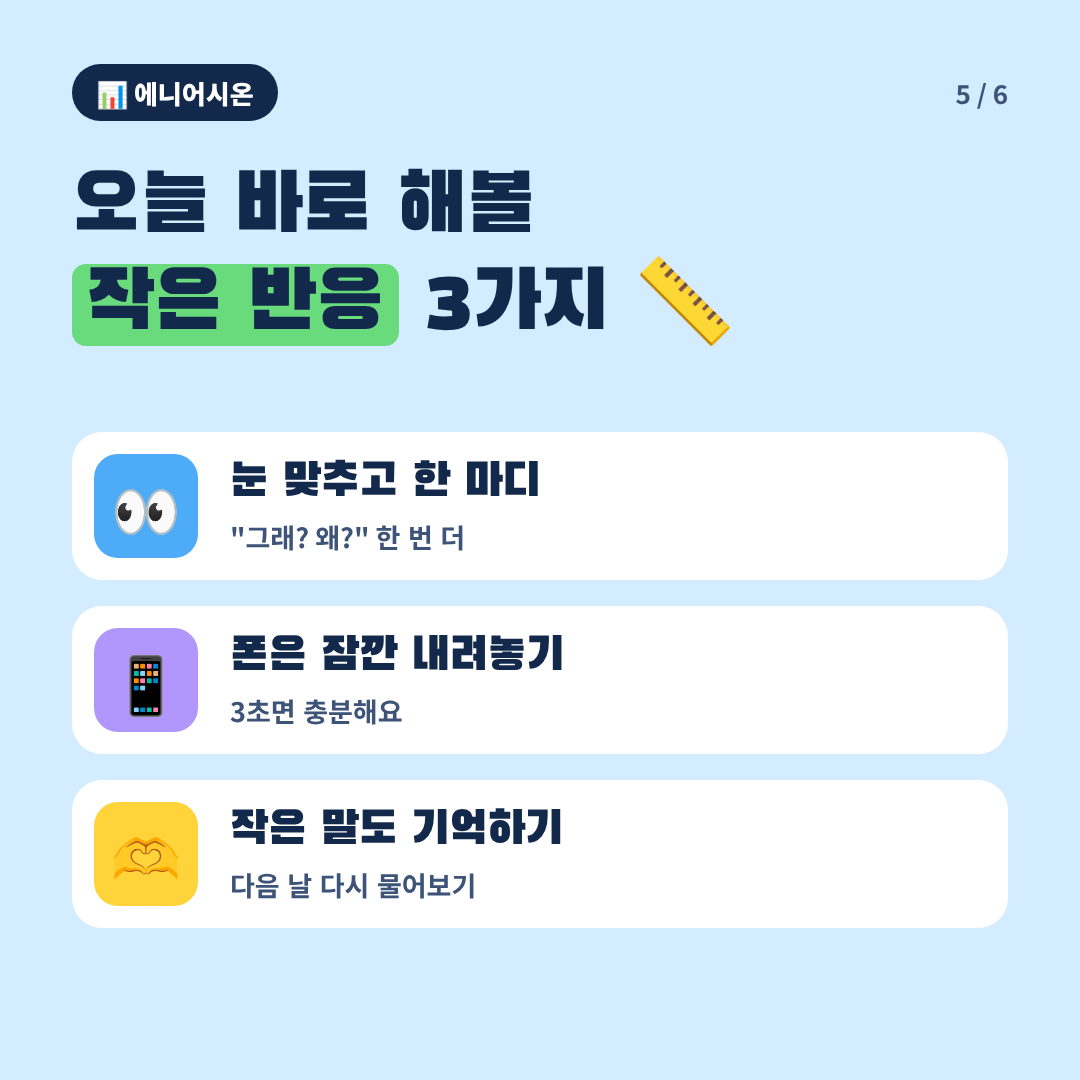 📊 에니어시온
5 / 6
오늘 바로 해볼
작은 반응 3가지 📏
눈 맞추고 한 마디
"그래? 왜?" 한 번 더
폰은 잠깐 내려놓기
3초면 충분해요
작은 말도 기억하기
다음 날 다시 물어보기